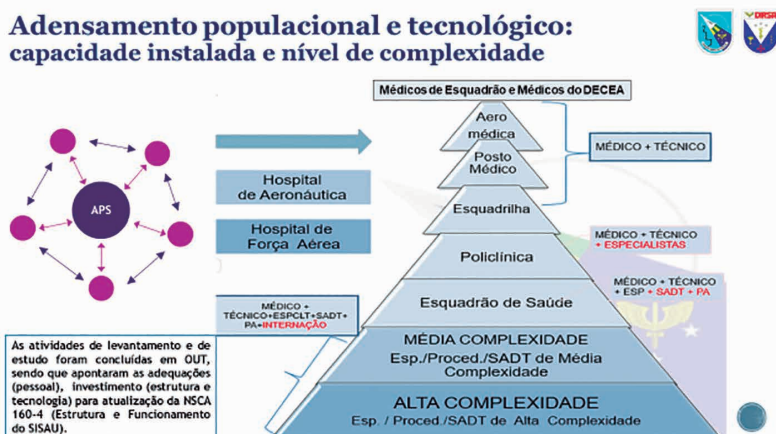 Adensamento populacional e tecnológico:
capacidade instalada e nível de complexidade
DIRSA
Médicos de Esquadrão e Médicos do DECEA
Aero
médica
Posto
Médico
Esquadrilha
Policlínica
Esquadrão de Saúde
MÉDIA COMPLEXIDADE
Esp./Proced./SADT de Média
Complexidade
ALTA COMPLEXIDADE
Esp. / Proced./SADT de Alta Complexidade
MÉDICO + TÉCNICO
MÉDICO + TÉCNICO
+ ESPECIALISTAS
MÉDICO + TÉCNICO
+ ESP + SADT + PA
APS
Hospital
de Aeronáutica
Hospital de
Força Aérea
MÉDICO +
TÉCNICO+ESPCLT+SADT+
PA+INTERNAÇÃO
As atividades de levantamento e de
estudo foram concluídas em OUT,
sendo que apontaram as adequações
(pessoal), investimento (estrutura e
tecnologia) para atualização da NSCA
160-4 (Estrutura e Funcionamento
do SISAU).